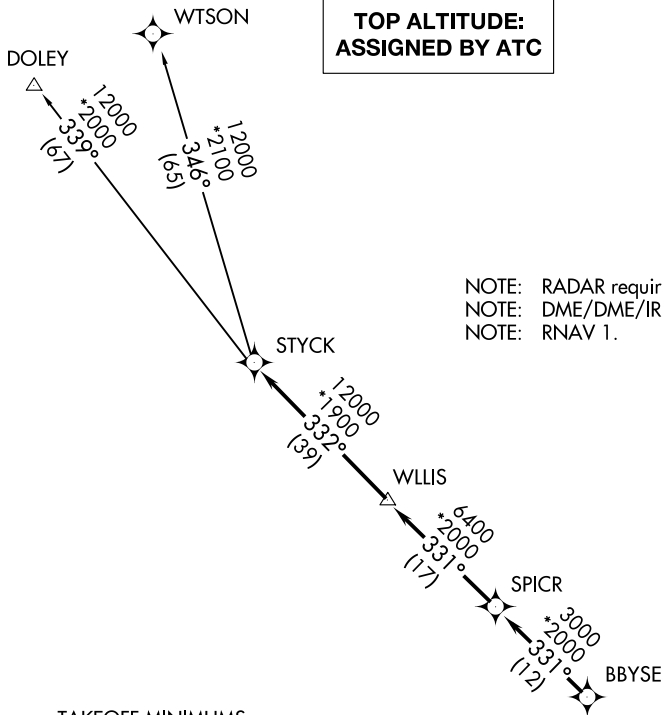 WTSON
TOP ALTITUDE:
ASSIGNED BY ATC
DOLEY
12000
*2000
339°
(67)
12000
*2100
346°
(65)
NOTE: RADAR requir
NOTE: DME/DME/IR
NOTE: RNAV 1.
STYCK
12000
*1900
332°
(39)
WLLIS
6400
*2000
331°
(17)
SPICR
3000
*2000
331°
(12)
BBYSE
TAKEOFF MINIMUMS